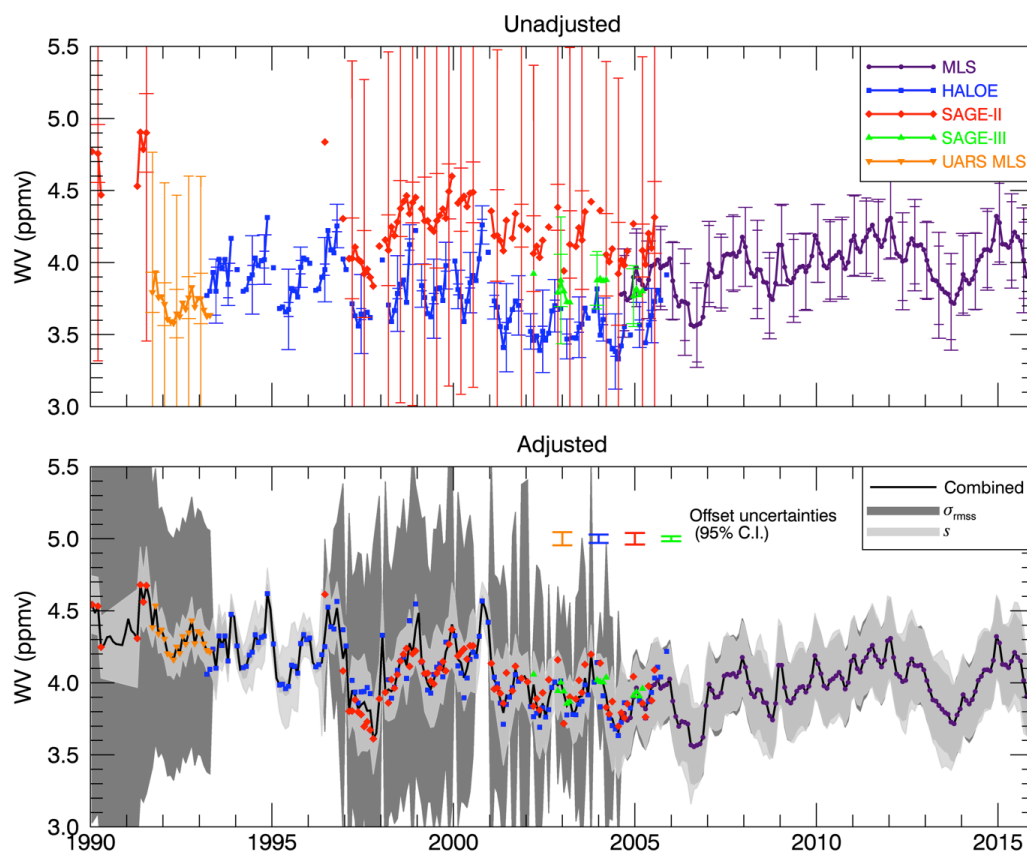 Unadjusted
5.5
5.0
4.5
4.0
3.5
3.0
WV (ppmv)
MLS
HALOE
SAGE-II
SAGE-III
UARS MLS
Adjusted
5.5
5.0
4.5
4.0
3.5
3.0
WV (ppmv)
Offset uncertainties
(95% C.I.)
Combined
σrmss
s
1990 1995 2000 2005 2010 2015